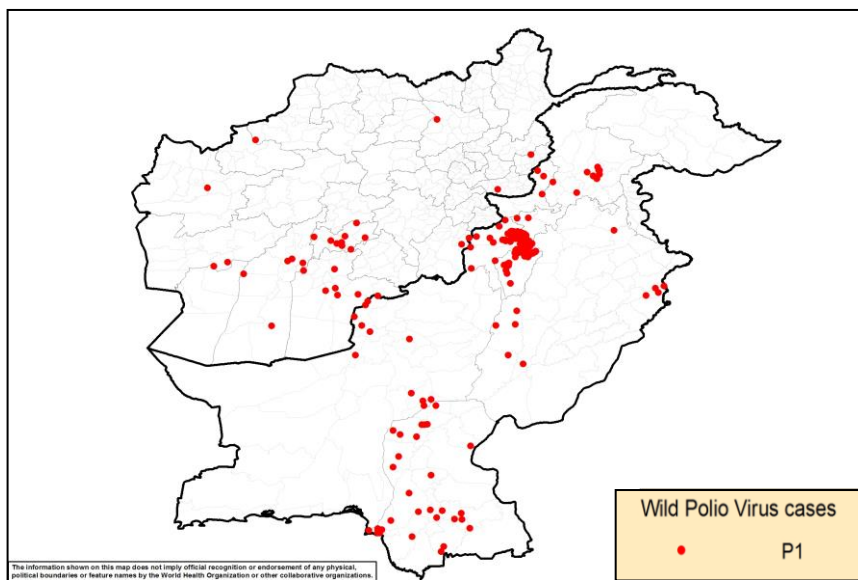 Wild Polio Virus cases
P1
The information shown on this map does not imply official recognition or endorsement of any physical,
political boundaries or feature names by the World Health Organization or other collaborative organizations.